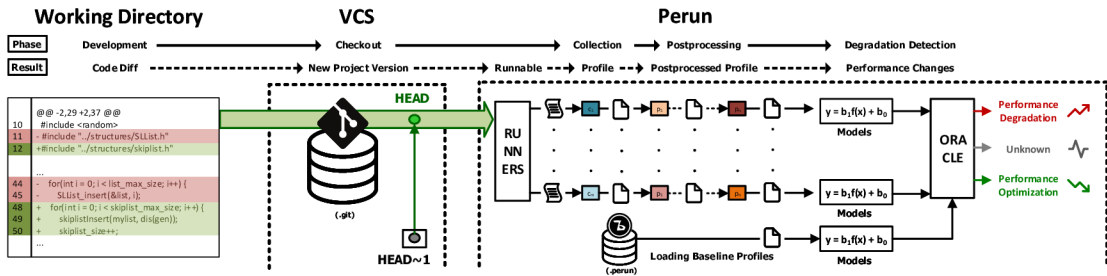 Working Directory
VCS
Perun
Phase
Development
Checkout
Collection
Postprocessing
Degradation Detection
Result
Code Diff
New Project Version
Runnable
Profile
Postprocessed Profile
Performance Changes
@@ -2,29 +2,37 @@
10 #include <random>
11 - #include "../structures/SLList.h"
12 +#include "../structures/skiplist.h"
...
44 - for(int i = 0; i < list_max_size; i++) {
45 - SLList_insert(&list, i);
48 + for(int i = 0; i < skiplist_max_size; i++) {
49 + skiplistInsert(mylist, dis(gen));
50 + skiplist_size++;
...
HEAD
(.git)
HEAD~1
RU
NN
ERS
y = b₁f(x) + b₀
Models
y = b₁f(x) + b₀
Models
(.perun)
Loading Baseline Profiles
y = b₁f(x) + b₀
Models
ORA
CLE
Performance
Degradation
Unknown
Performance
Optimization